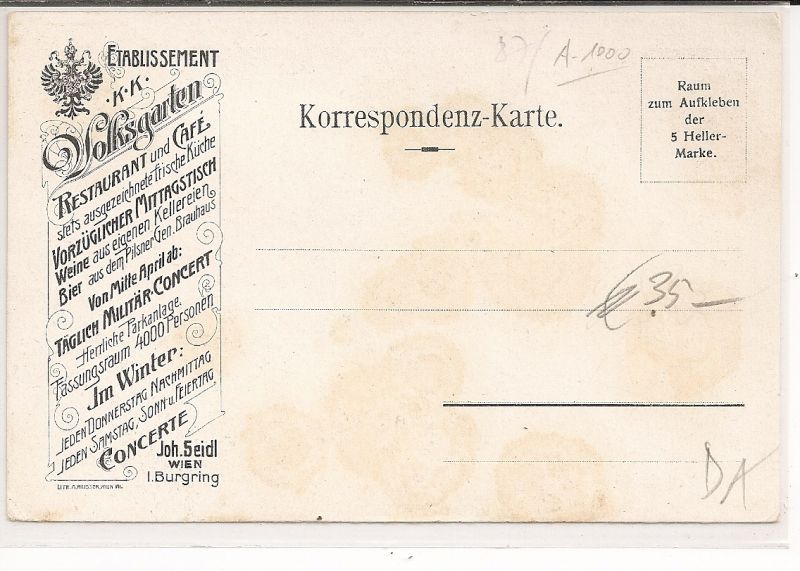 ETABLISSEMENT
·K·K·
Volksgarten
RESTAURANT und CAFÉ
stets ausgezeichnete frische Küche
VORZÜGLICHER MITTAGSTISCH
Weine aus eigenen Kellereien
Bier aus dem Pilsner Gen. Brauhaus
Von Mitte April ab:
TÄGLICH MILITÄR-CONCERT
Herrliche Parkanlage.
Fassungsraum 4000 Personen
Im Winter:
JEDEN DONNERSTAG NACHMITTAG
JEDEN SAMSTAG, SONN u. FEIERTAG
CONCERTE
Joh. Seidl
WIEN
I. Burgring
87/ A-1000
Korrespondenz-Karte.
Raum
zum Aufkleben
der
5 Heller-
Marke.
€ 35.-
DA